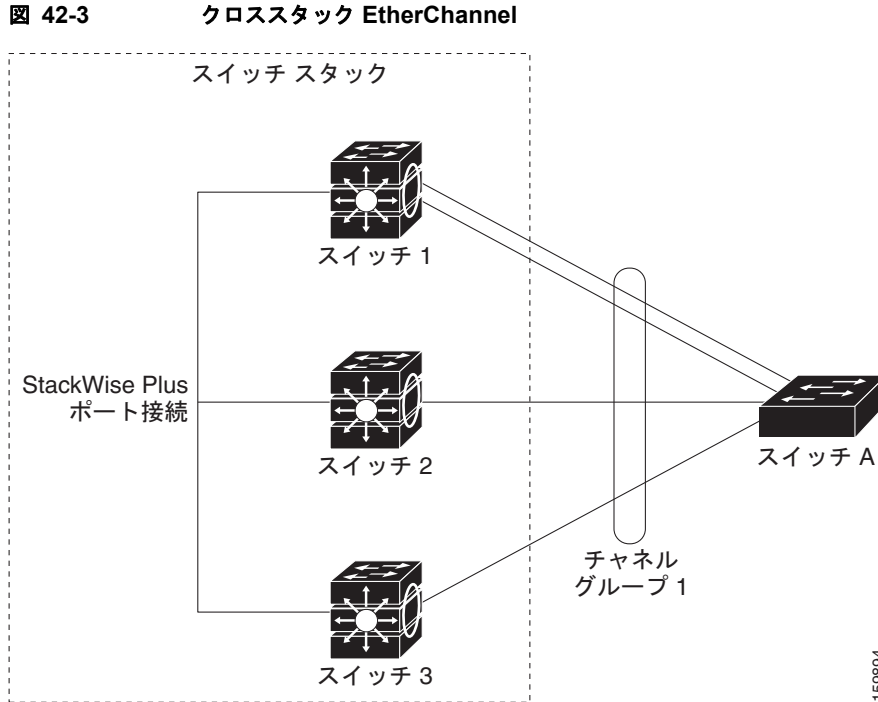 図 42-3 クロススタック EtherChannel
スイッチ スタック
スイッチ 1
StackWise Plus
ポート接続
スイッチ 2
スイッチ A
チャネル
グループ 1
スイッチ 3
159894